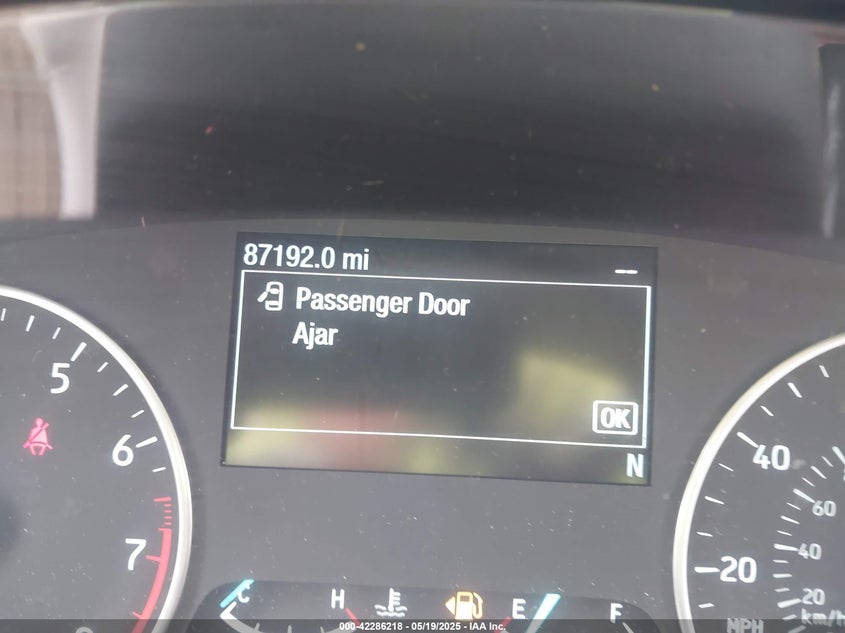 87192.0 mi
--
Passenger Door
Ajar
OK
N
5
6
7
C
H
E
F
40
20
MPH
60
40
20
km/h
000-42286218 - 05/19/2025 - IAA Inc.